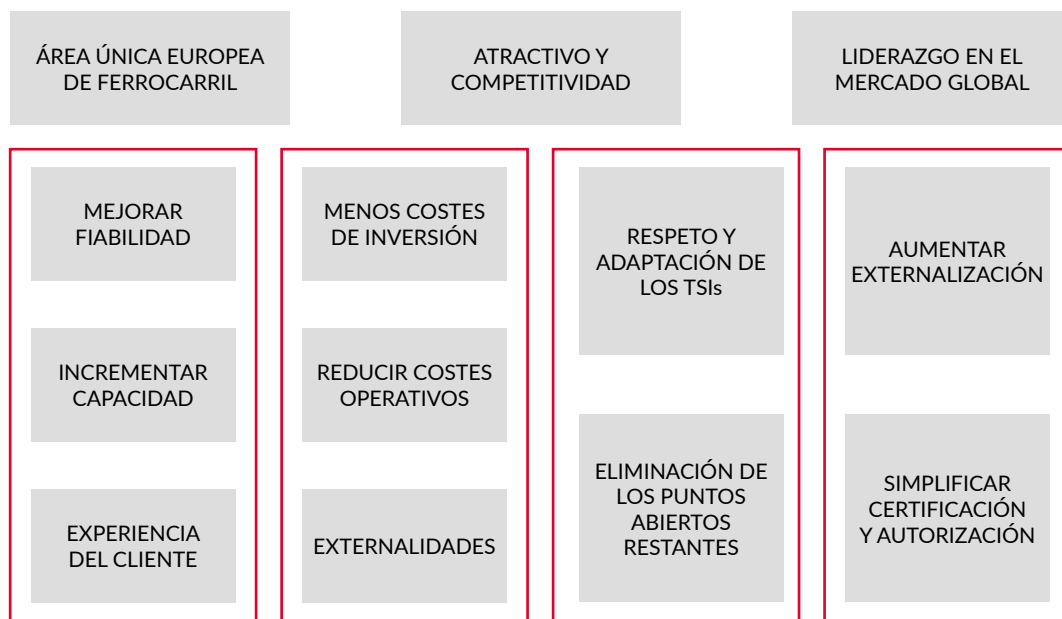 ÁREA ÚNICA EUROPEA
DE FERROCARRIL
ATRACTIVO Y
COMPETITIVIDAD
LIDERAZGO EN EL
MERCADO GLOBAL
MEJORAR
FIABILIDAD
INCREMENTAR
CAPACIDAD
EXPERIENCIA
DEL CLIENTE
MENOS COSTES
DE INVERSIÓN
REDUCIR COSTES
OPERATIVOS
EXTERNALIDADES
RESPETO Y
ADAPTACIÓN DE
LOS TSIs
ELIMINACIÓN DE
LOS PUNTOS
ABIERTOS
RESTANTES
AUMENTAR
EXTERNALIZACIÓN
SIMPLIFICAR
CERTIFICACIÓN
Y AUTORIZACIÓN